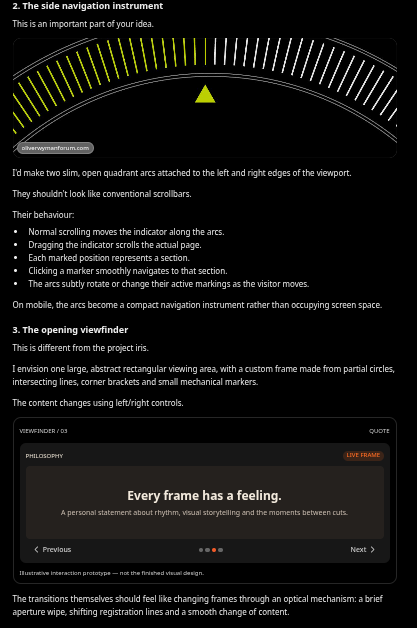 2. The side navigation instrument
This is an important part of your idea.
oliverwymanforum.com
I'd make two slim, open quadrant arcs attached to the left and right edges of the viewport.
They shouldn't look like conventional scrollbars.
Their behaviour:
• Normal scrolling moves the indicator along the arcs.
• Dragging the indicator scrolls the actual page.
• Each marked position represents a section.
• Clicking a marker smoothly navigates to that section.
• The arcs subtly rotate or change their active markings as the visitor moves.
On mobile, the arcs become a compact navigation instrument rather than occupying screen space.
3. The opening viewfinder
This is different from the project iris.
I envision one large, abstract rectangular viewing area, with a custom frame made from partial circles,
intersecting lines, corner brackets and small mechanical markers.
The content changes using left/right controls.
VIEWFINDER / 03 QUOTE
PHILOSOPHY LIVE FRAME
Every frame has a feeling.
A personal statement about rhythm, visual storytelling and the moments between cuts.
Previous Next
Illustrative interaction prototype — not the finished visual design.
The transitions themselves should feel like changing frames through an optical mechanism: a brief
aperture wipe, shifting registration lines and a smooth change of content.